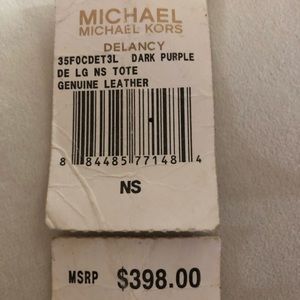 MICHAEL
MICHAEL KORS
DELANCY
35F0CDET3L DARK PURPLE
DE LG NS TOTE
GENUINE LEATHER
8 84485 77148 4
NS
MSRP $398.00